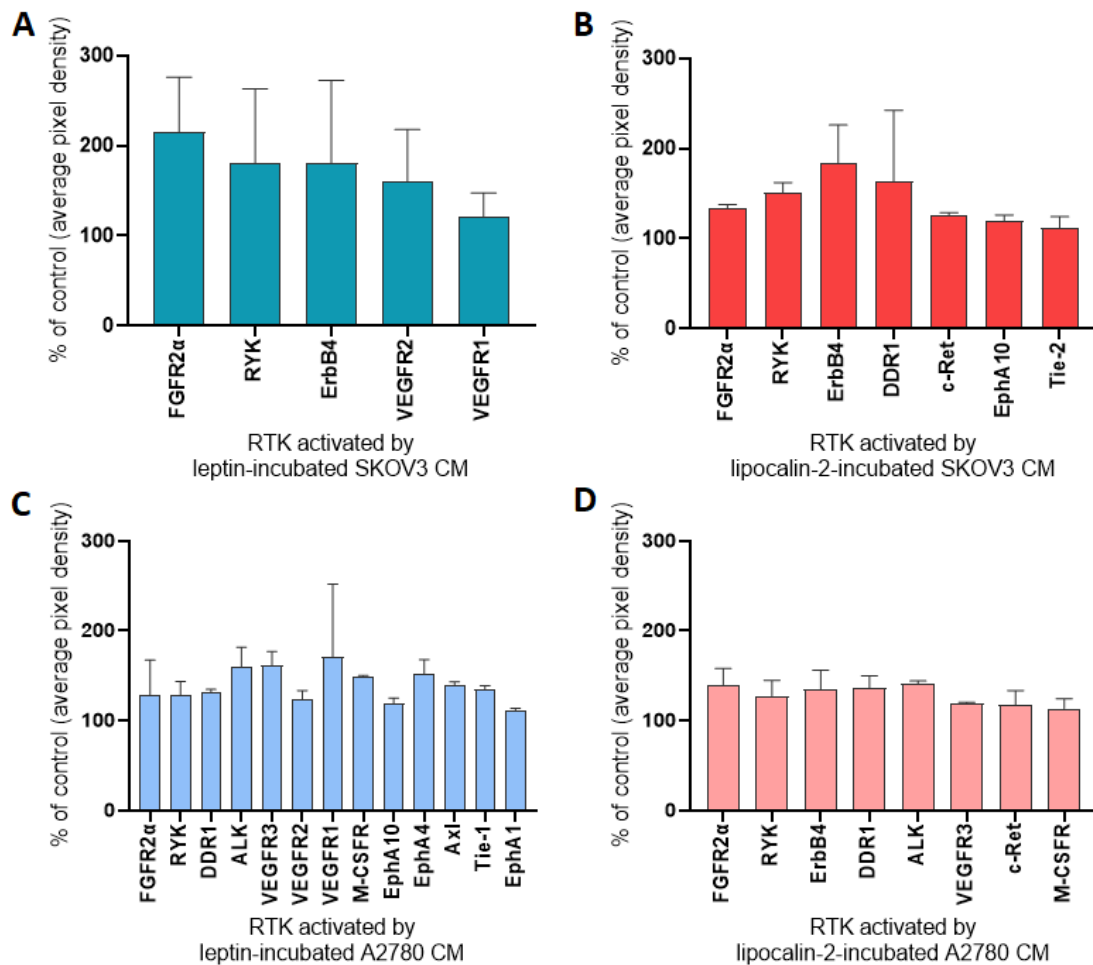 A
% of control (average pixel density)
300
200
100
0
FGFR2α
RYK
ErbB4
VEGFR2
VEGFR1
RTK activated by
leptin-incubated SKOV3 CM
B
% of control (average pixel density)
300
200
100
0
FGFR2α
RYK
ErbB4
DDR1
c-Ret
EphA10
Tie-2
RTK activated by
lipocalin-2-incubated SKOV3 CM
C
% of control (average pixel density)
300
200
100
0
FGFR2α
RYK
DDR1
ALK
VEGFR3
VEGFR2
VEGFR1
M-CSFR
EphA10
EphA4
Axl
Tie-1
EphA1
RTK activated by
leptin-incubated A2780 CM
D
% of control (average pixel density)
300
200
100
0
FGFR2α
RYK
ErbB4
DDR1
ALK
VEGFR3
c-Ret
M-CSFR
RTK activated by
lipocalin-2-incubated A2780 CM